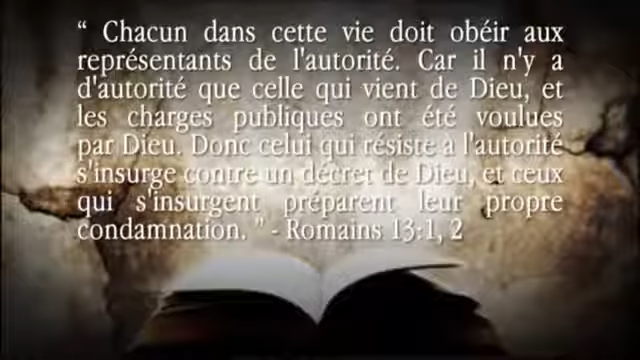 “ Chacun dans cette vie doit obéir aux
représentants de l'autorité. Car il n'y a
d'autorité que celle qui vient de Dieu, et
les charges publiques ont été voulues
par Dieu. Donc celui qui résiste à l'autorité
s'insurge contre un décret de Dieu, et ceux
qui s'insurgent préparent leur propre
condamnation. ” - Romains 13:1, 2